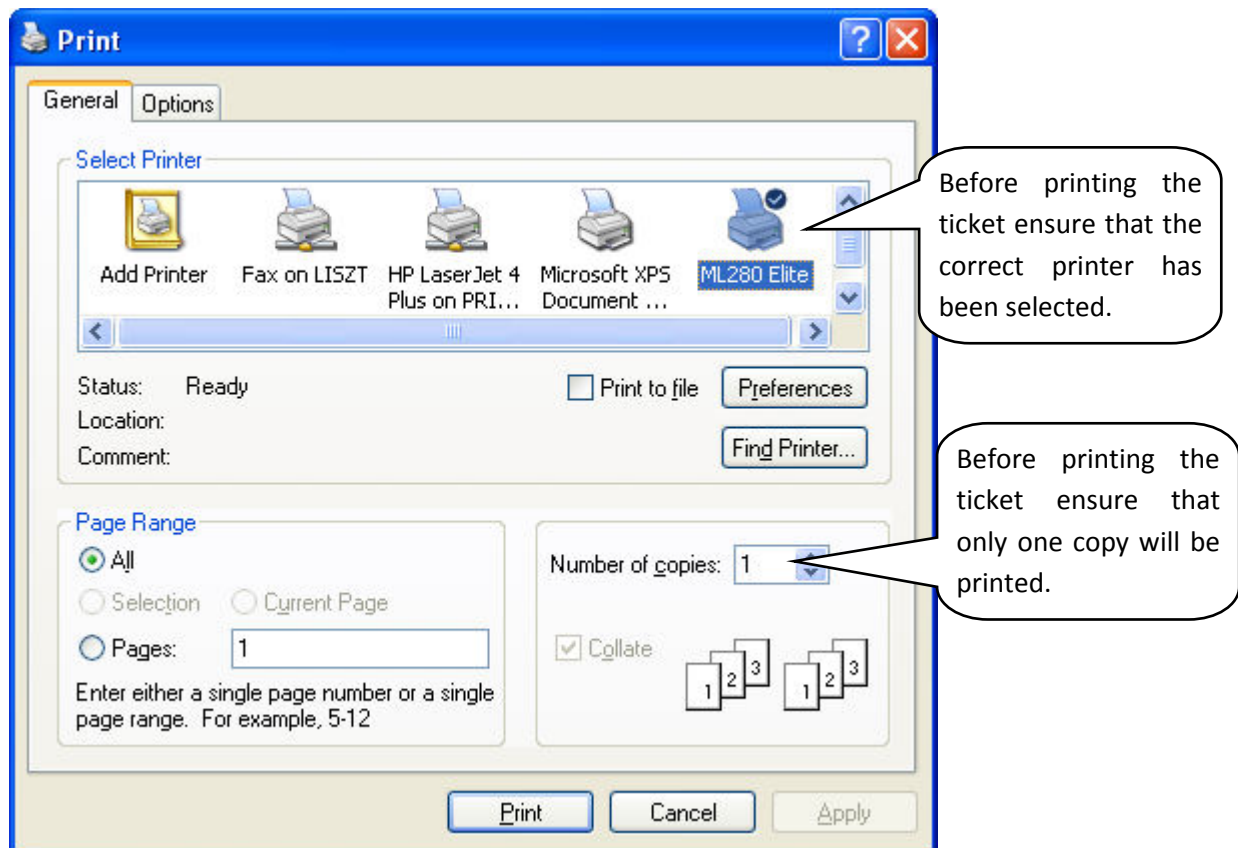 Print
General Options
Select Printer
Add Printer
Fax on LISZT
HP LaserJet 4
Plus on PRI...
Microsoft XPS
Document ...
ML280 Elite
Before printing the
ticket ensure that the
correct printer has
been selected.
Status: Ready
Print to file
Preferences
Location:
Comment:
Find Printer...
Page Range
All
Selection Current Page
Pages: 1
Enter either a single page number or a single
page range. For example, 5-12
Number of copies: 1
Collate
1 2 3 1 2 3
Before printing the
ticket ensure that
only one copy will be
printed.
Print Cancel Apply